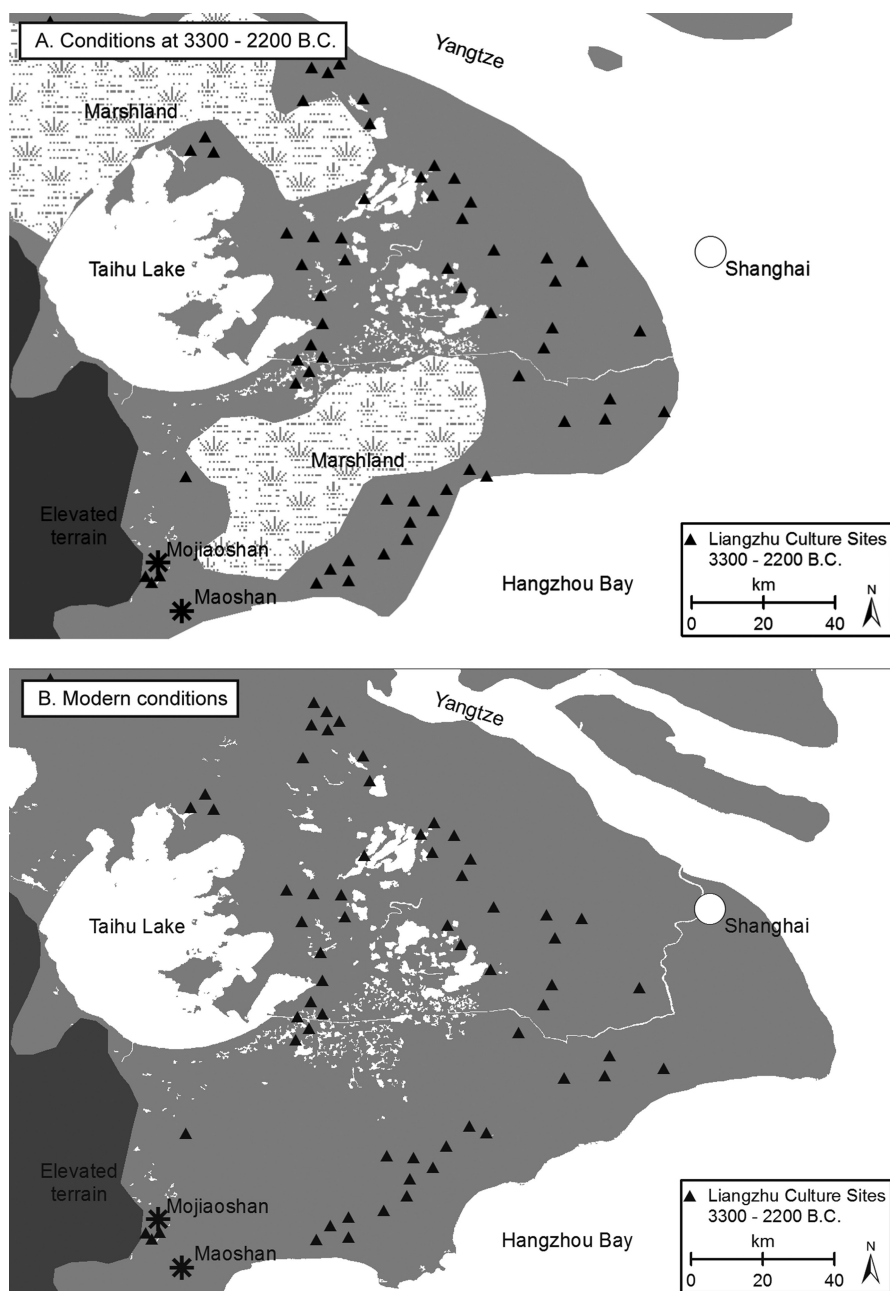 A. Conditions at 3300 - 2200 B.C.
Yangtze
Marshland
Taihu Lake
Shanghai
Marshland
Elevated
terrain
Mojiaoshan
Maoshan
Hangzhou Bay
Liangzhu Culture Sites
3300 - 2200 B.C.
km
N
0 20 40
B. Modern conditions
Yangtze
Taihu Lake
Shanghai
Elevated
terrain
Mojiaoshan
Maoshan
Hangzhou Bay
Liangzhu Culture Sites
3300 - 2200 B.C.
km
N
0 20 40